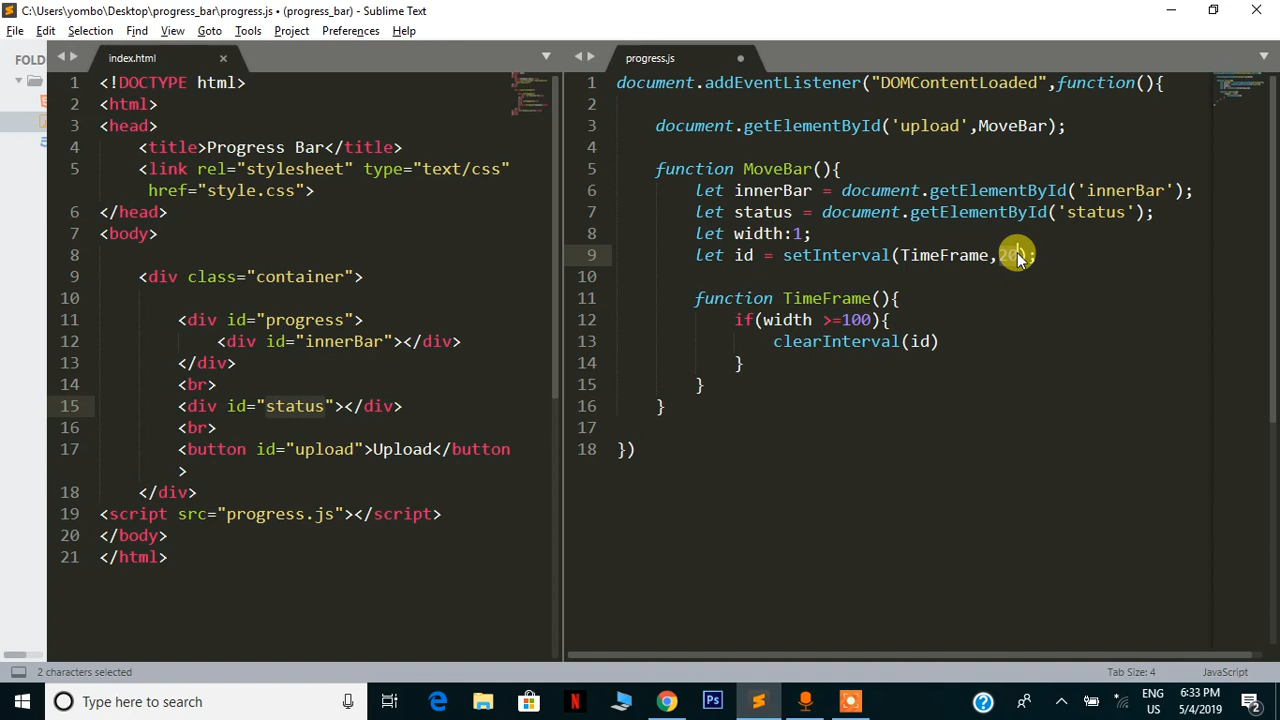 C:\Users\yombo\Desktop\progress_bar\progress.js • (progress_bar) - Sublime Text
File Edit Selection Find View Goto Tools Project Preferences Help
FOLD
index.html
1 <!DOCTYPE html>
2 <html>
3 <head>
4 <title>Progress Bar</title>
5 <link rel="stylesheet" type="text/css"
href="style.css">
6 </head>
7 <body>
8
9 <div class="container">
10
11 <div id="progress">
12 <div id="innerBar"></div>
13 </div>
14 <br>
15 <div id="status"></div>
16 <br>
17 <button id="upload">Upload</button
>
18 </div>
19 <script src="progress.js"></script>
20 </body>
21 </html>
progress.js
1 document.addEventListener("DOMContentLoaded",function(){
2
3 document.getElementById('upload',MoveBar);
4
5 function MoveBar(){
6 let innerBar = document.getElementById('innerBar');
7 let status = document.getElementById('status');
8 let width:1;
9 let id = setInterval(TimeFrame,20);
10
11 function TimeFrame(){
12 if(width >=100){
13 clearInterval(id)
14 }
15 }
16 }
17
18 })
2 characters selected
Tab Size: 4
JavaScript
Type here to search
Ps
ENG
US
6:33 PM
5/4/2019
2